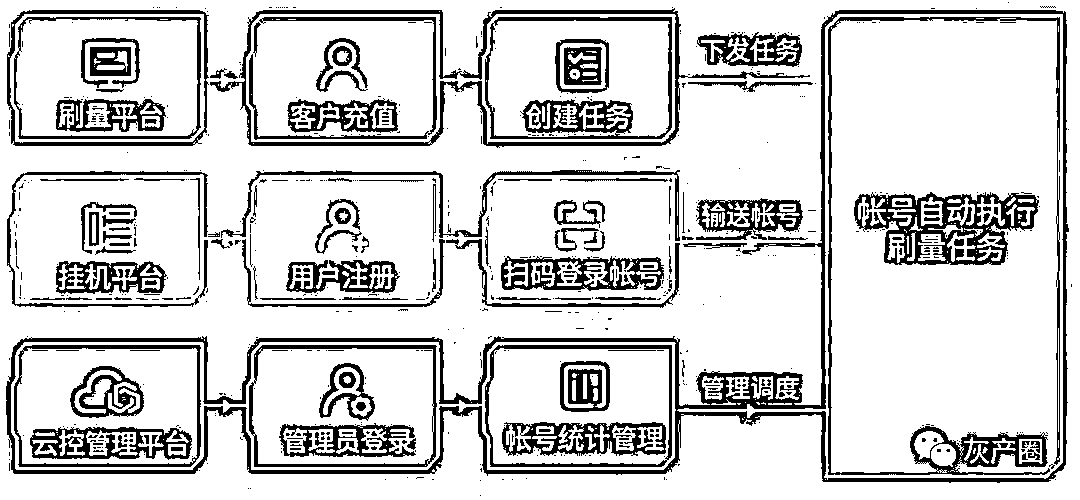 刷量平台
客户充值
创建任务
下发任务
挂机平台
用户注册
扫码登录帐号
输送帐号
云控管理平台
管理员登录
帐号统计管理
管理调度
帐号自动执行
刷量任务
灰产圈